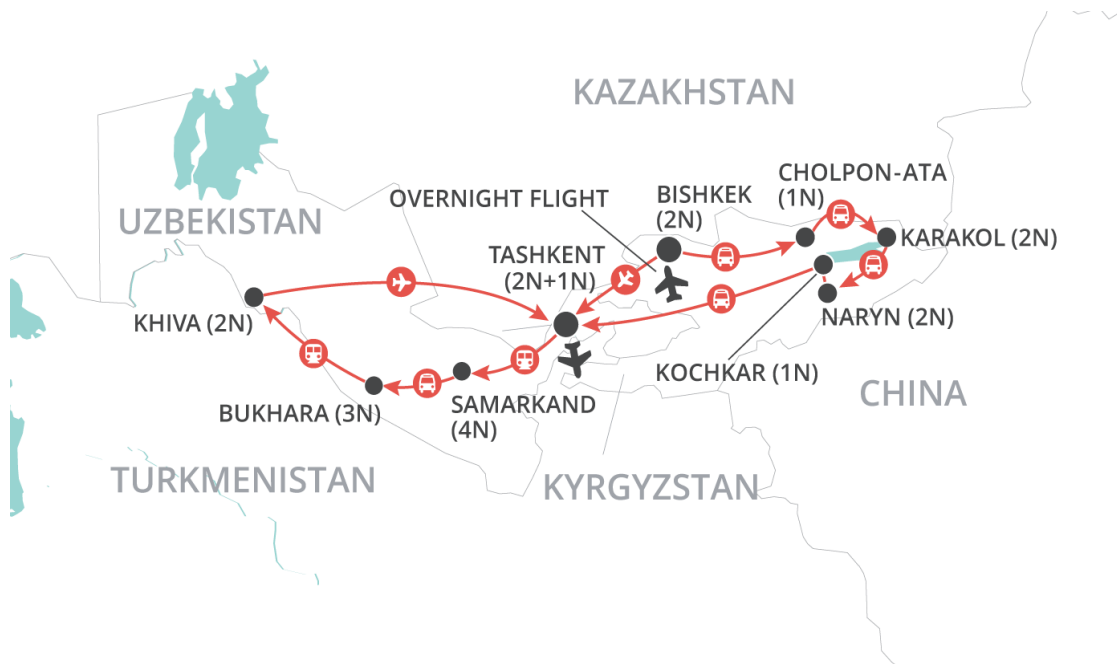 KAZAKHSTAN
CHOLPON-ATA
(1N)
OVERNIGHT FLIGHT
BISHKEK
(2N)
UZBEKISTAN
KARAKOL (2N)
TASHKENT
(2N+1N)
KHIVA (2N)
NARYN (2N)
KOCHKAR (1N)
CHINA
BUKHARA (3N)
SAMARKAND
(4N)
TURKMENISTAN
KYRGYZSTAN